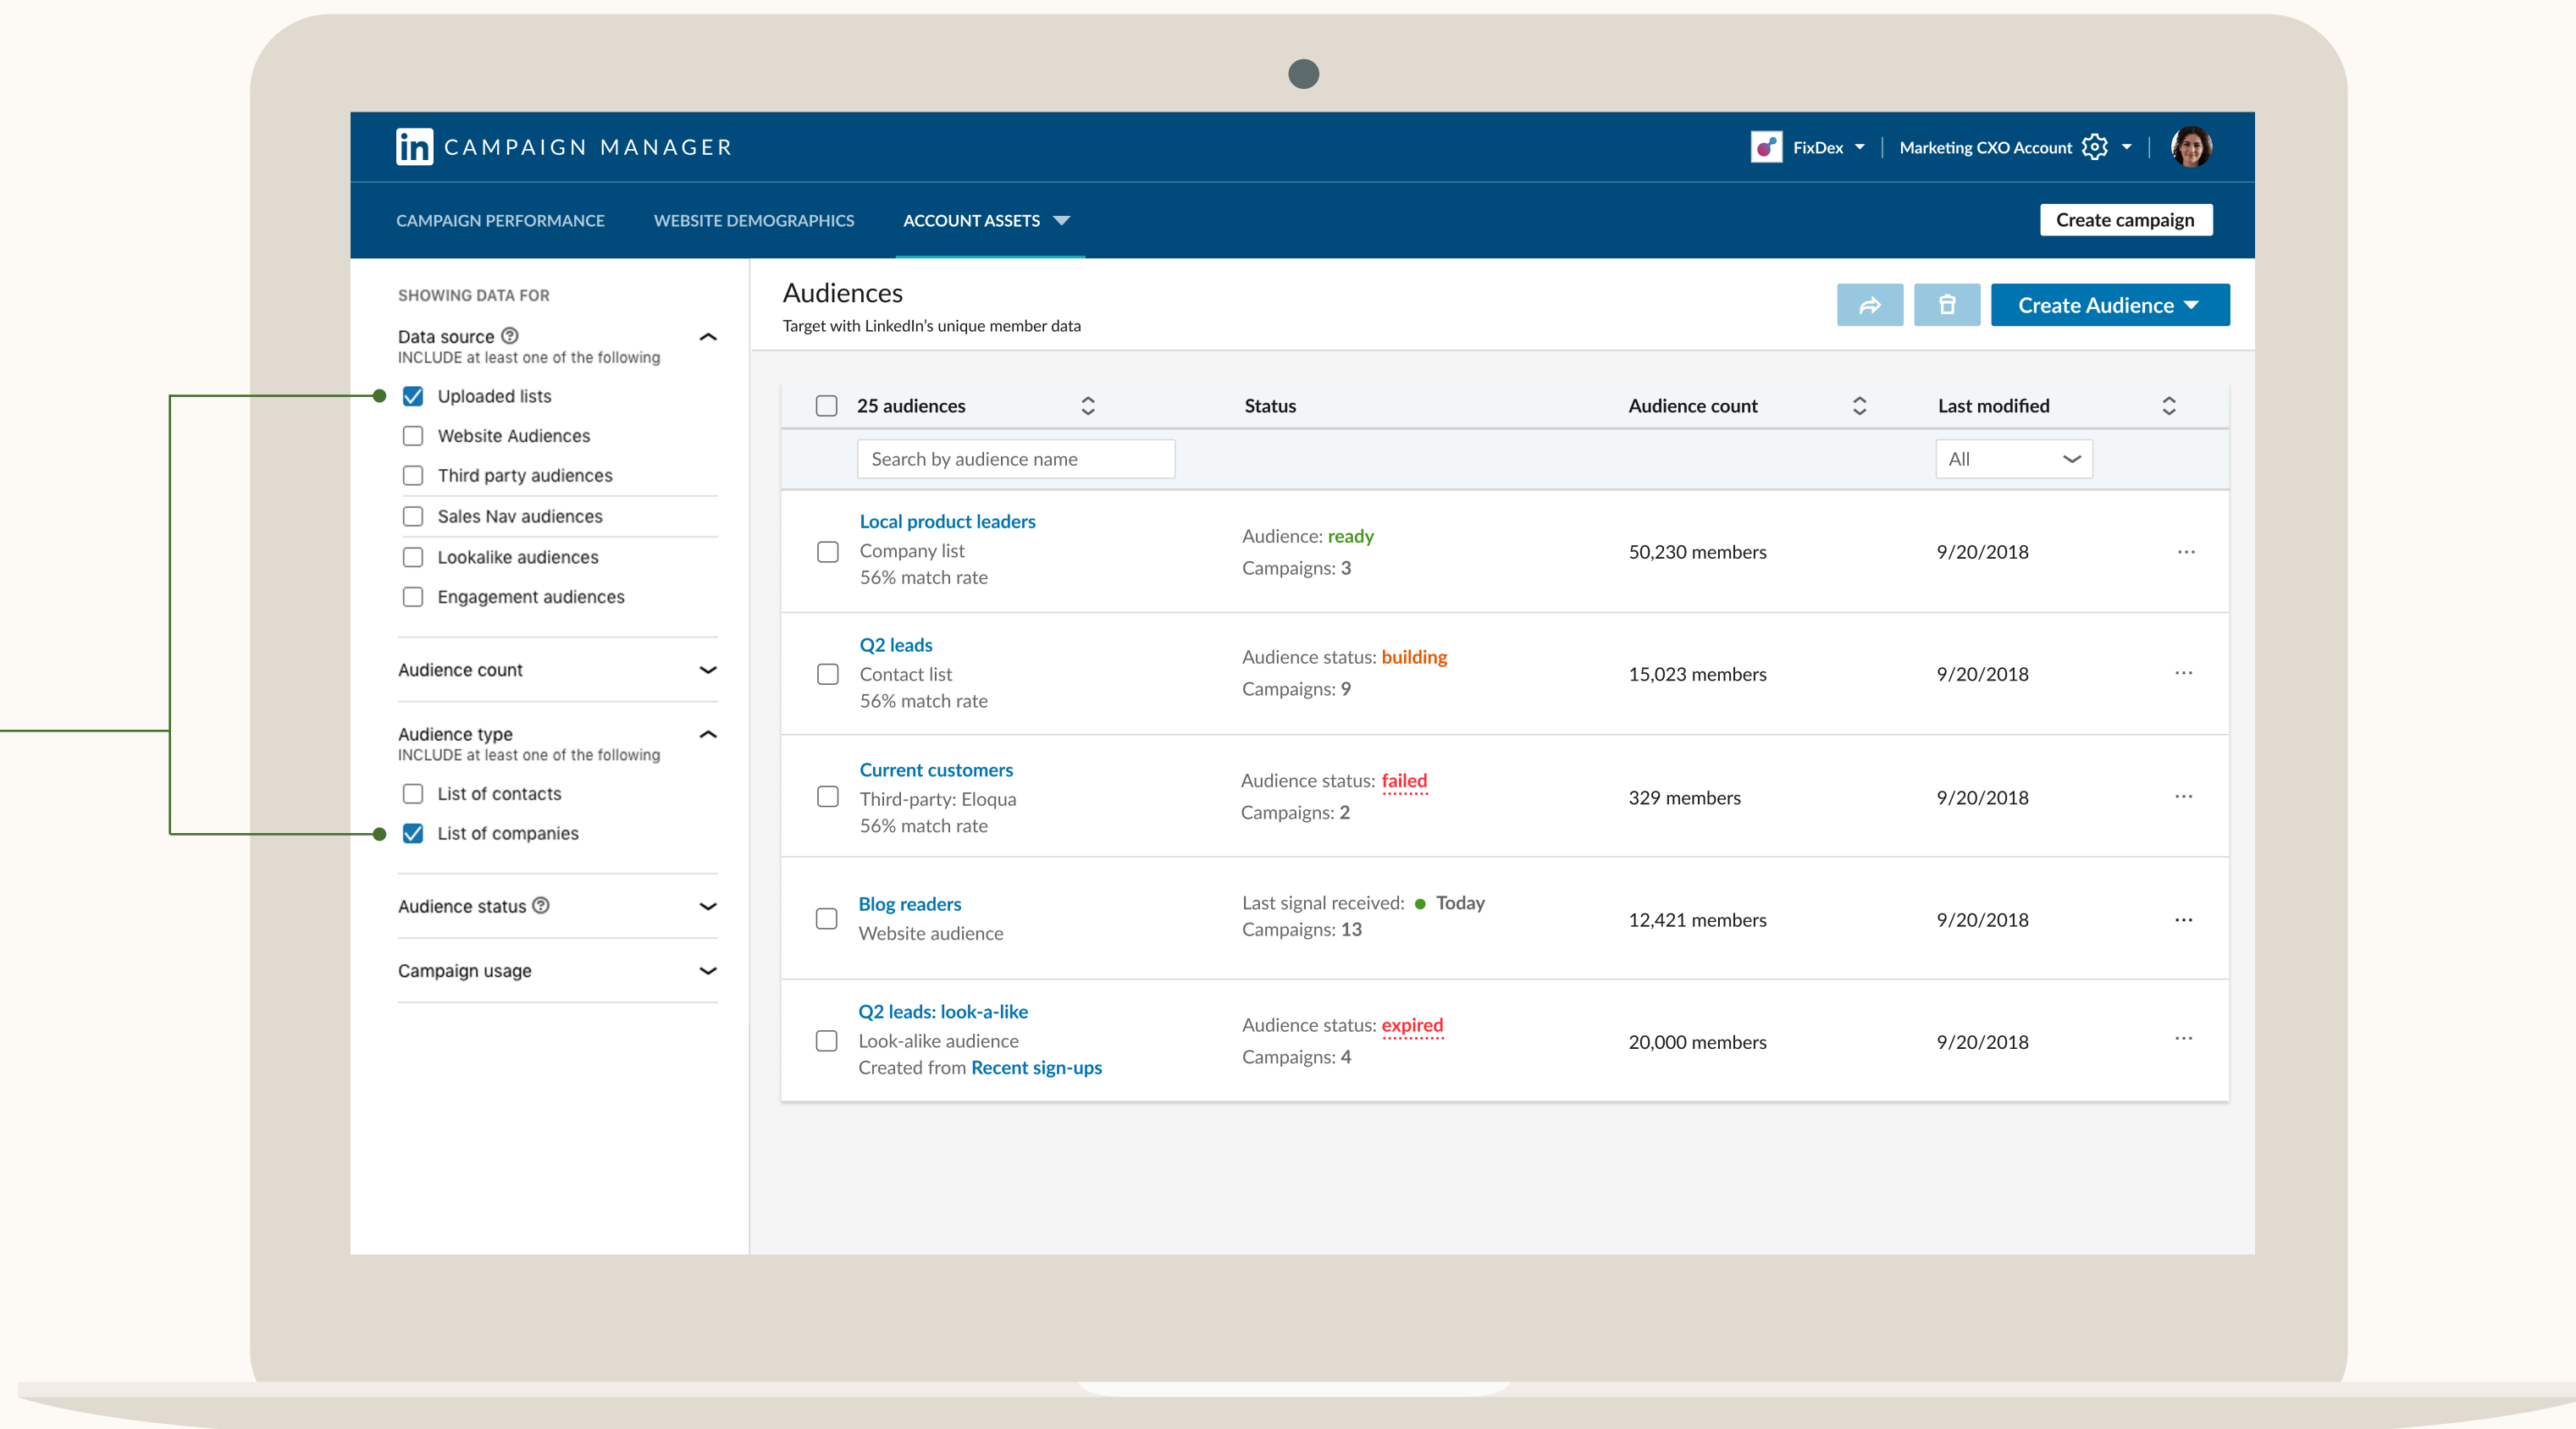 in CAMPAIGN MANAGER
FixDex
Marketing CXO Account
CAMPAIGN PERFORMANCE
WEBSITE DEMOGRAPHICS
ACCOUNT ASSETS
Create campaign
SHOWING DATA FOR
Data source ?
INCLUDE at least one of the following
Uploaded lists
Website Audiences
Third party audiences
Sales Nav audiences
Lookalike audiences
Engagement audiences
Audience count
Audience type
INCLUDE at least one of the following
List of contacts
List of companies
Audience status ?
Campaign usage
Audiences
Target with LinkedIn’s unique member data
Create Audience
25 audiences
Status
Audience count
Last modified
Search by audience name
All
Local product leaders
Company list
56% match rate
Audience: ready
Campaigns: 3
50,230 members
9/20/2018
Q2 leads
Contact list
56% match rate
Audience status: building
Campaigns: 9
15,023 members
9/20/2018
Current customers
Third-party: Eloqua
56% match rate
Audience status: failed
Campaigns: 2
329 members
9/20/2018
Blog readers
Website audience
Last signal received: Today
Campaigns: 13
12,421 members
9/20/2018
Q2 leads: look-a-like
Look-alike audience
Created from Recent sign-ups
Audience status: expired
Campaigns: 4
20,000 members
9/20/2018